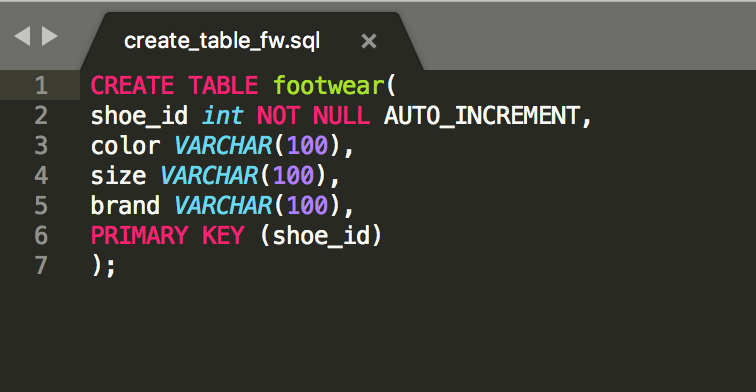 create_table_fw.sql ×
1 CREATE TABLE footwear(
2 shoe_id int NOT NULL AUTO_INCREMENT,
3 color VARCHAR(100),
4 size VARCHAR(100),
5 brand VARCHAR(100),
6 PRIMARY KEY (shoe_id)
7 );